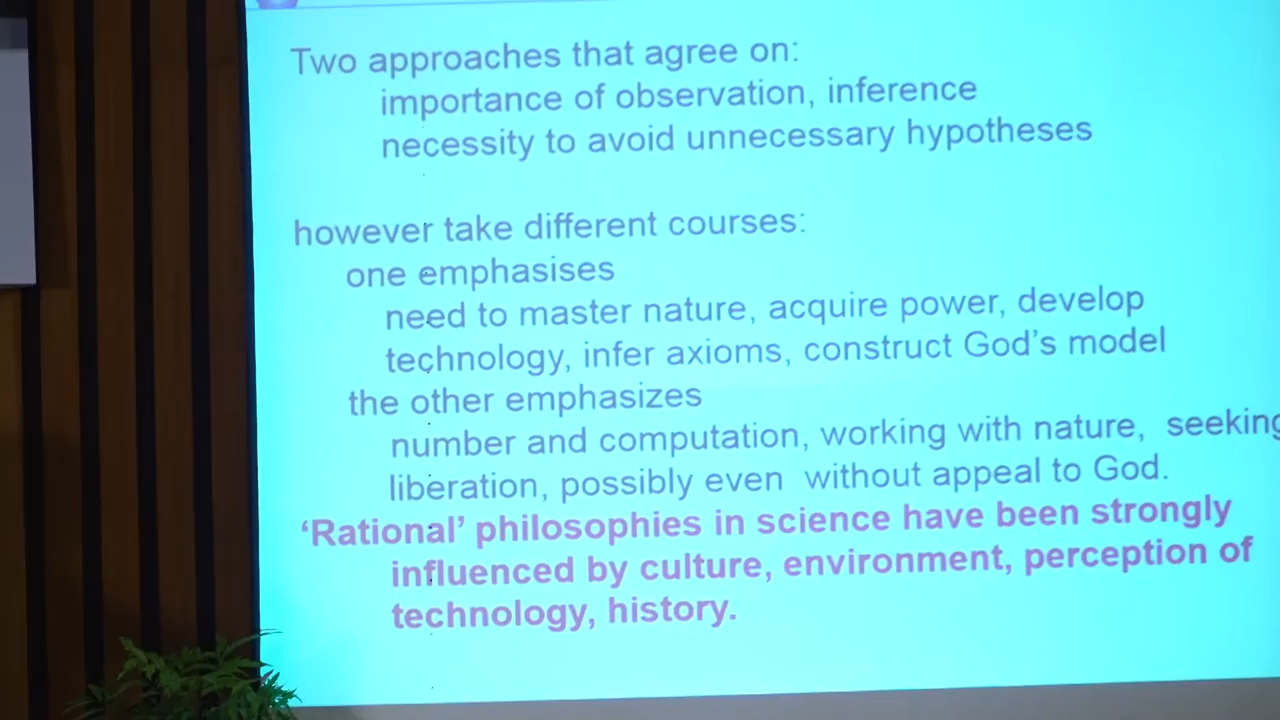 Two approaches that agree on:
importance of observation, inference
necessity to avoid unnecessary hypotheses
however take different courses:
one emphasises
need to master nature, acquire power, develop
technology, infer axioms, construct God's model
the other emphasizes
number and computation, working with nature, seeking
liberation, possibly even without appeal to God.
‘Rational’ philosophies in science have been strongly
influenced by culture, environment, perception of
technology, history.